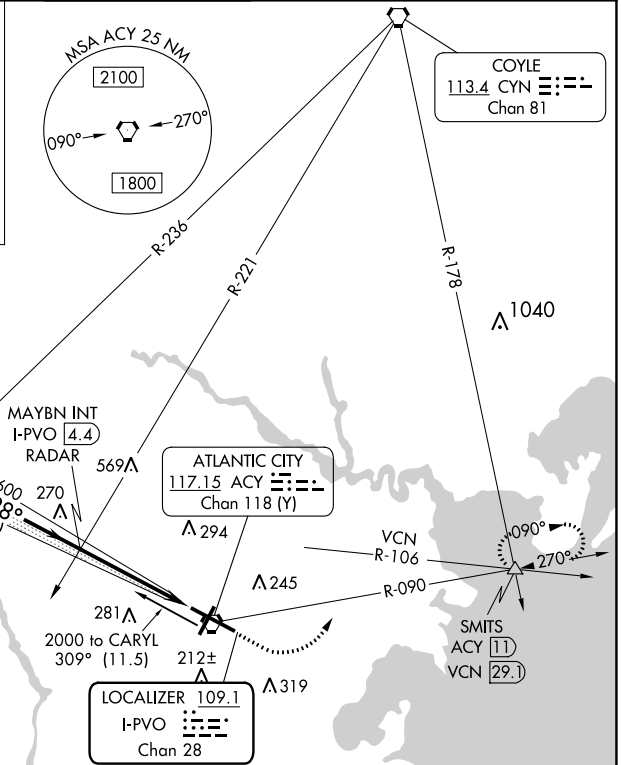 MSA ACY 25 NM
2100
090°
270°
1800
COYLE
113.4 CYN
Chan 81
R-236
R-221
R-178
1040
MAYBN INT
I-PVO 4.4
RADAR
569
270
ATLANTIC CITY
117.15 ACY
Chan 118 (Y)
294
VCN
R-106
090°
270°
245
R-090
281
2000 to CARYL
309° (11.5)
212±
SMITS
ACY 11
VCN 29.1
319
LOCALIZER 109.1
I-PVO
Chan 28